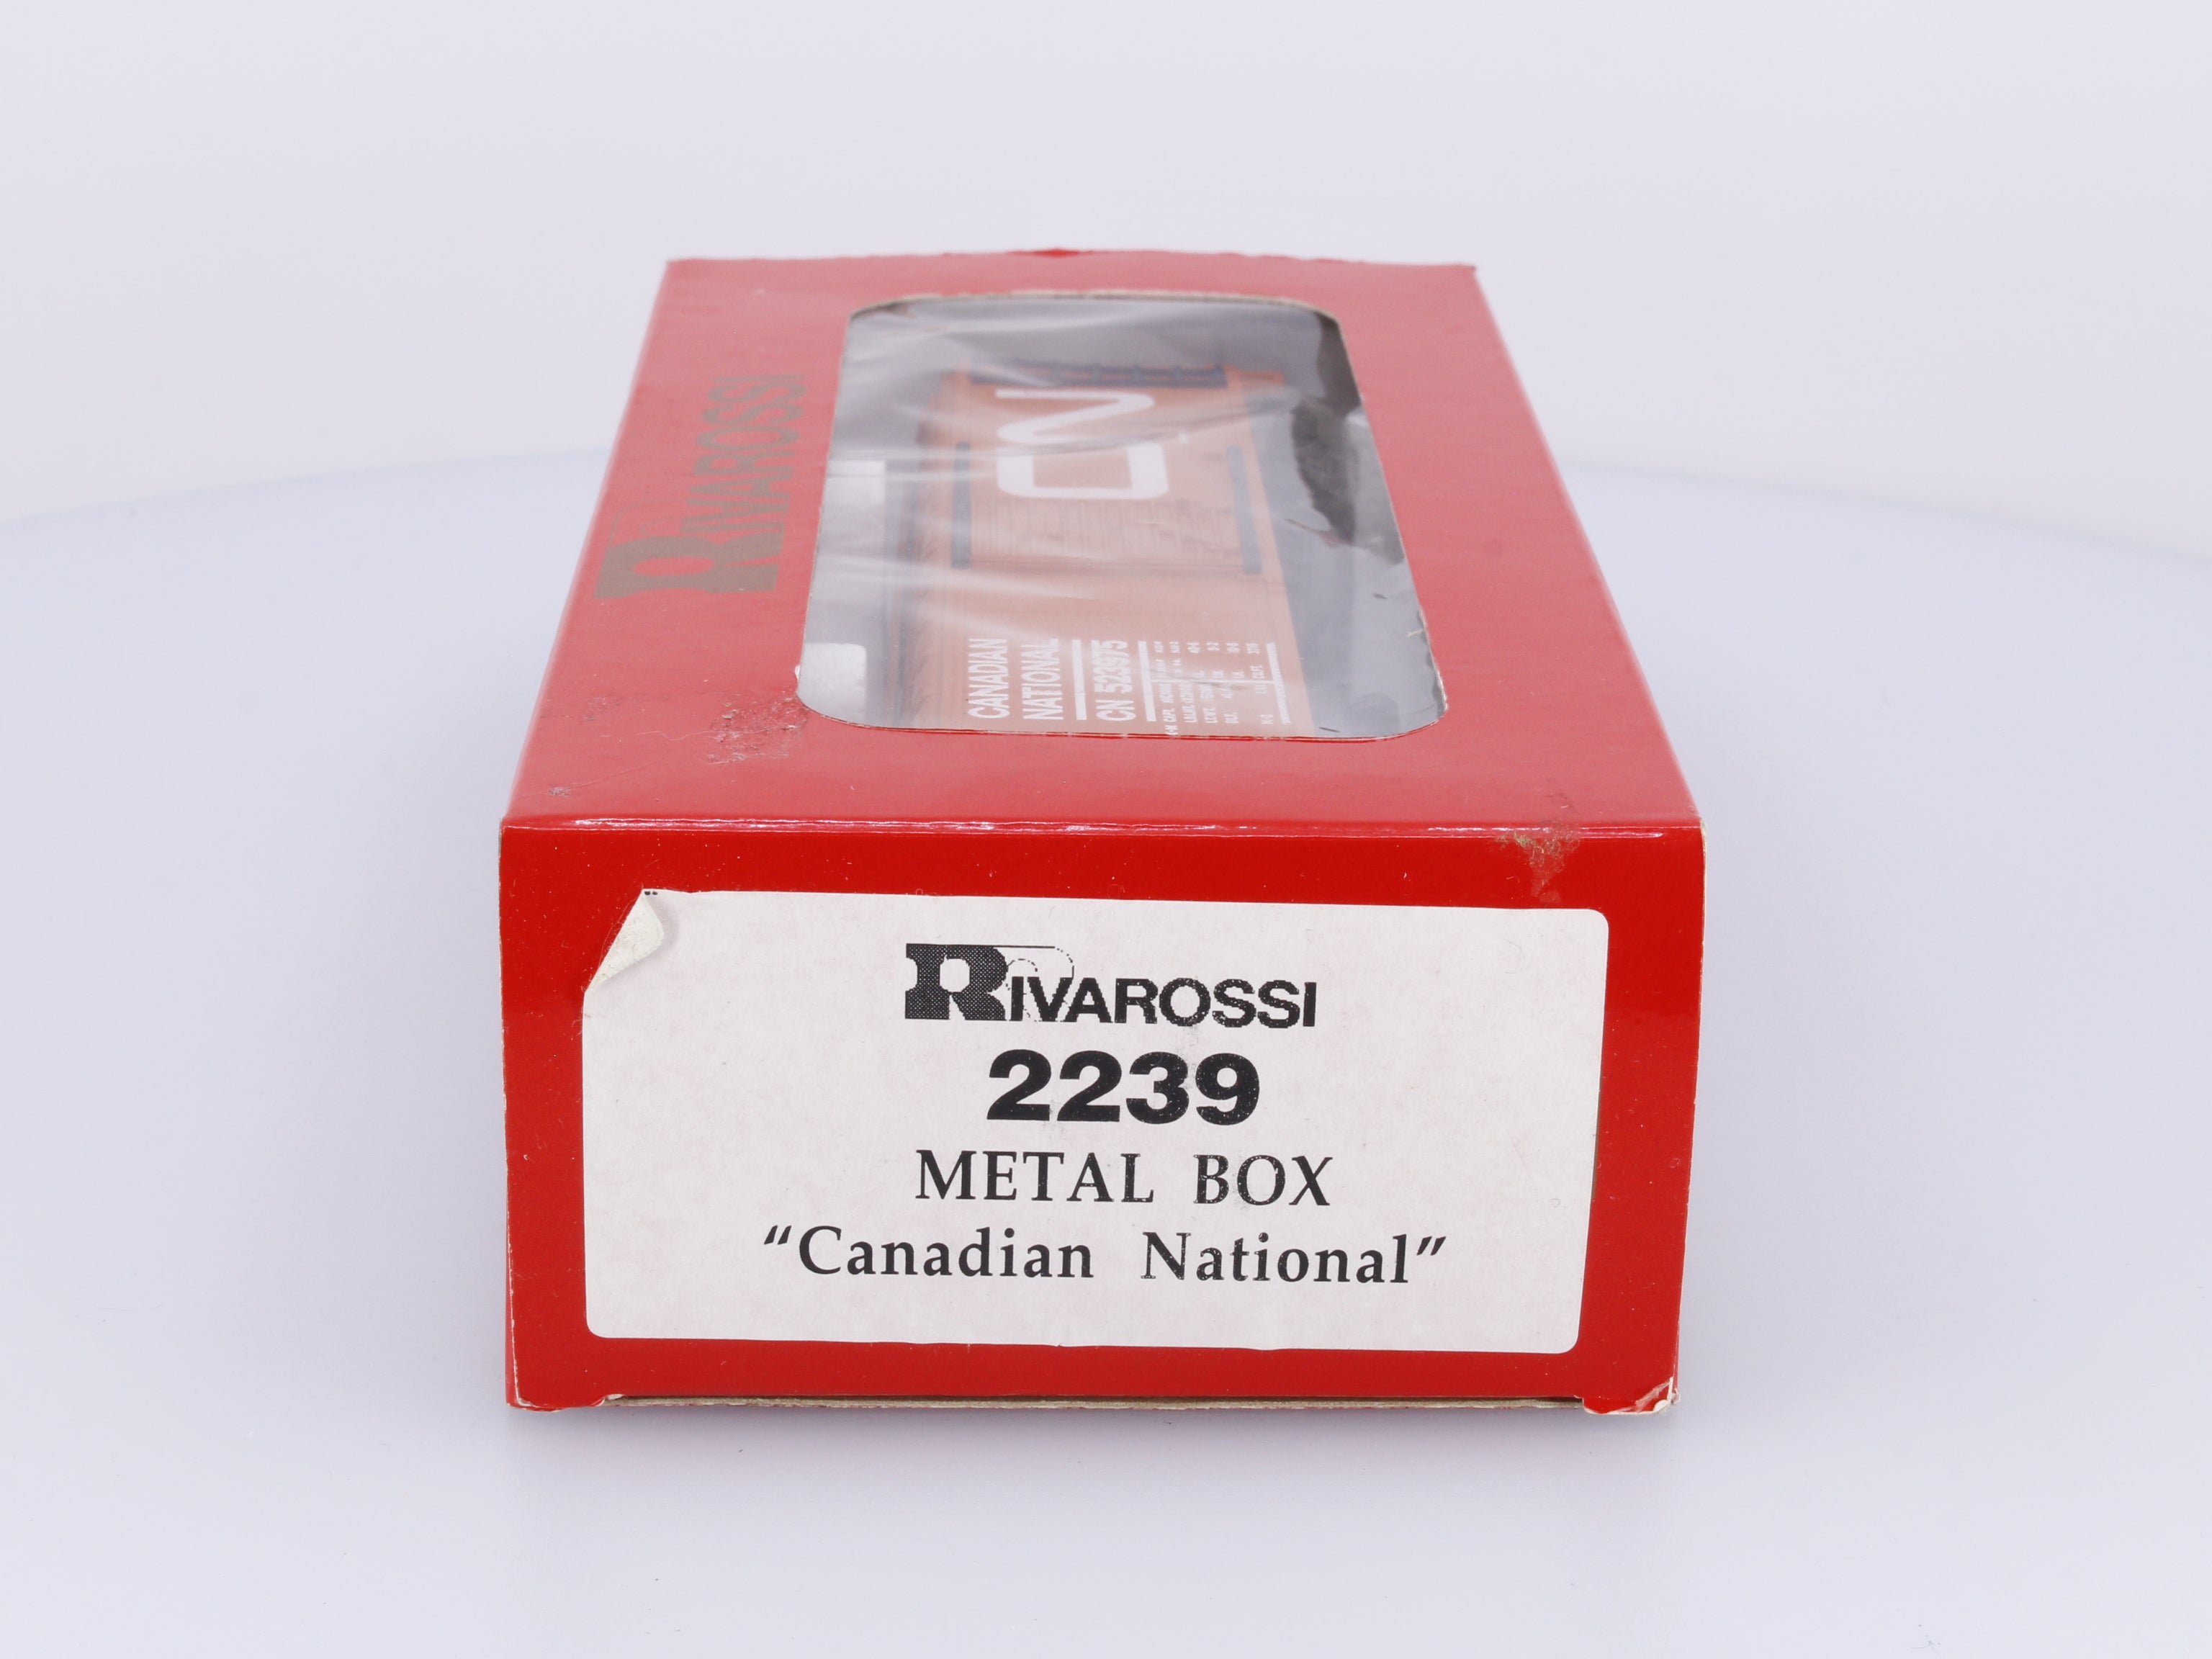 RIVAROSSI
CN
CANADIAN
NATIONAL
CN 523975
RIVAROSSI
2239
METAL BOX
“Canadian National”